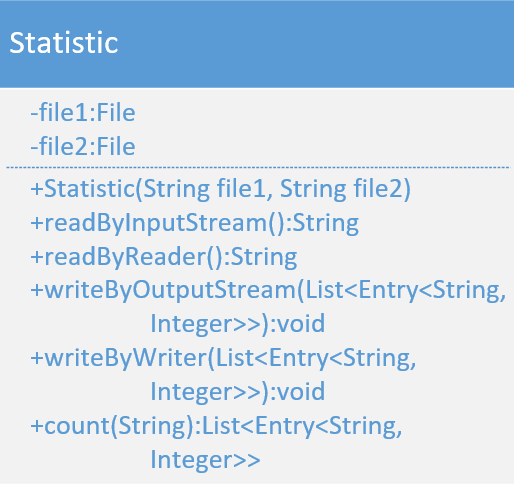 Statistic
-file1:File
-file2:File
+Statistic(String file1, String file2)
+readByInputStream():String
+readByReader():String
+writeByOutputStream(List<Entry<String,
Integer>>):void
+writeByWriter(List<Entry<String,
Integer>>):void
+count(String):List<Entry<String,
Integer>>